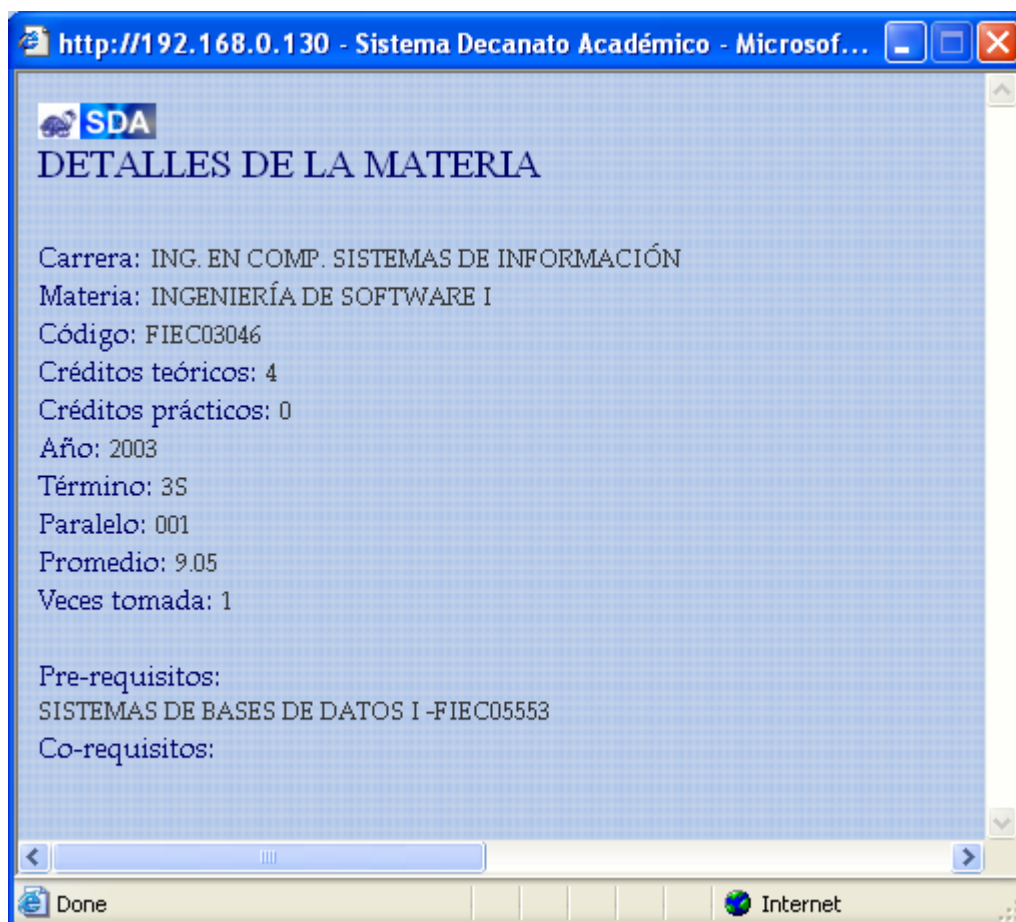 http://192.168.0.130 - Sistema Decanato Académico - Microsof...
SDA
DETALLES DE LA MATERIA
Carrera: ING. EN COMP. SISTEMAS DE INFORMACIÓN
Materia: INGENIERÍA DE SOFTWARE I
Código: FIEC03046
Créditos teóricos: 4
Créditos prácticos: 0
Año: 2003
Término: 3S
Paralelo: 001
Promedio: 9.05
Veces tomada: 1
Pre-requisitos:
SISTEMAS DE BASES DE DATOS I -FIEC05553
Co-requisitos:
Done Internet